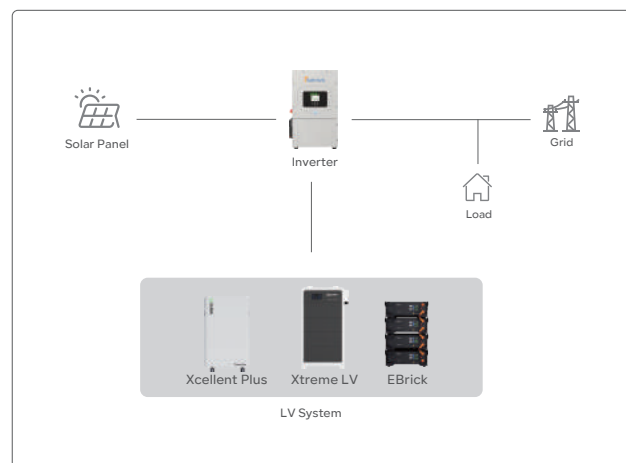 Solar Panel
Inverter
Grid
Load
Xcellent Plus
Xtreme LV
EBrick
LV System